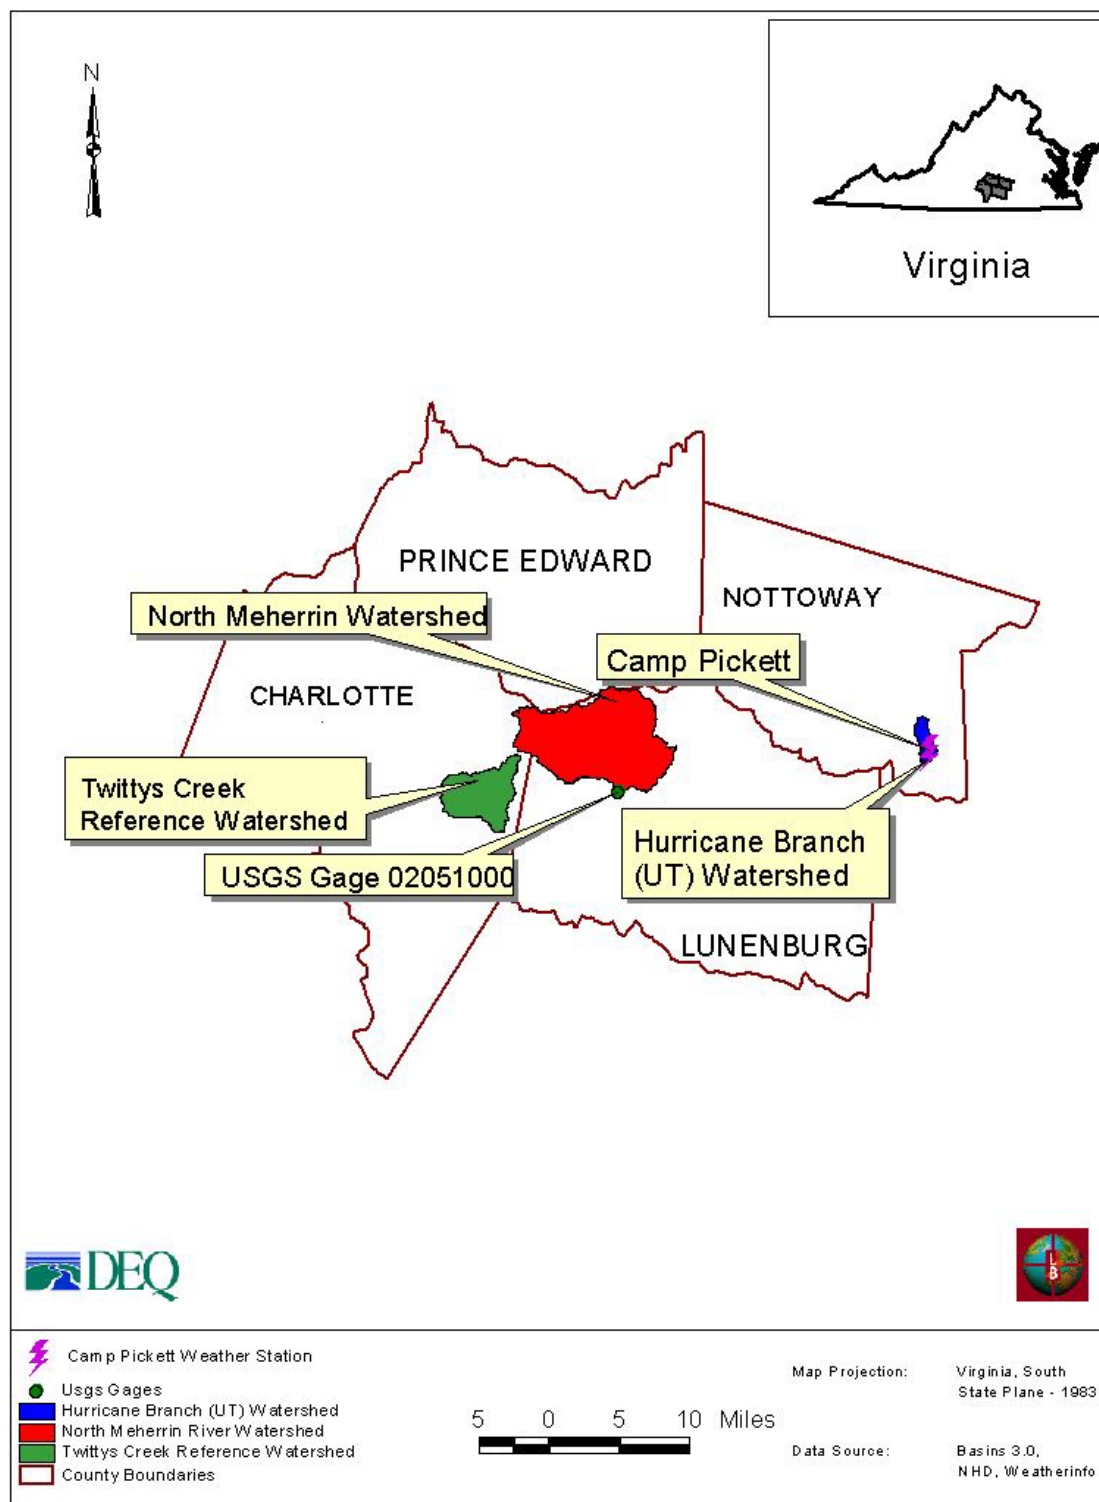 N
Virginia
PRINCE EDWARD
NOTTOWAY
North Meherrin Watershed
Camp Pickett
CHARLOTTE
Twittys Creek
Reference Watershed
Hurricane Branch
(UT) Watershed
USGS Gage 02051000
LUNENBURG
DEQ
L
B
Camp Pickett Weather Station
Usgs Gages
Hurricane Branch (UT) Watershed
North Meherrin River Watershed
Twittys Creek Reference Watershed
County Boundaries
5 0 5 10 Miles
Map Projection: Virginia, South
State Plane - 1983
Data Source: Basins 3.0,
NHD, Weatherinfo